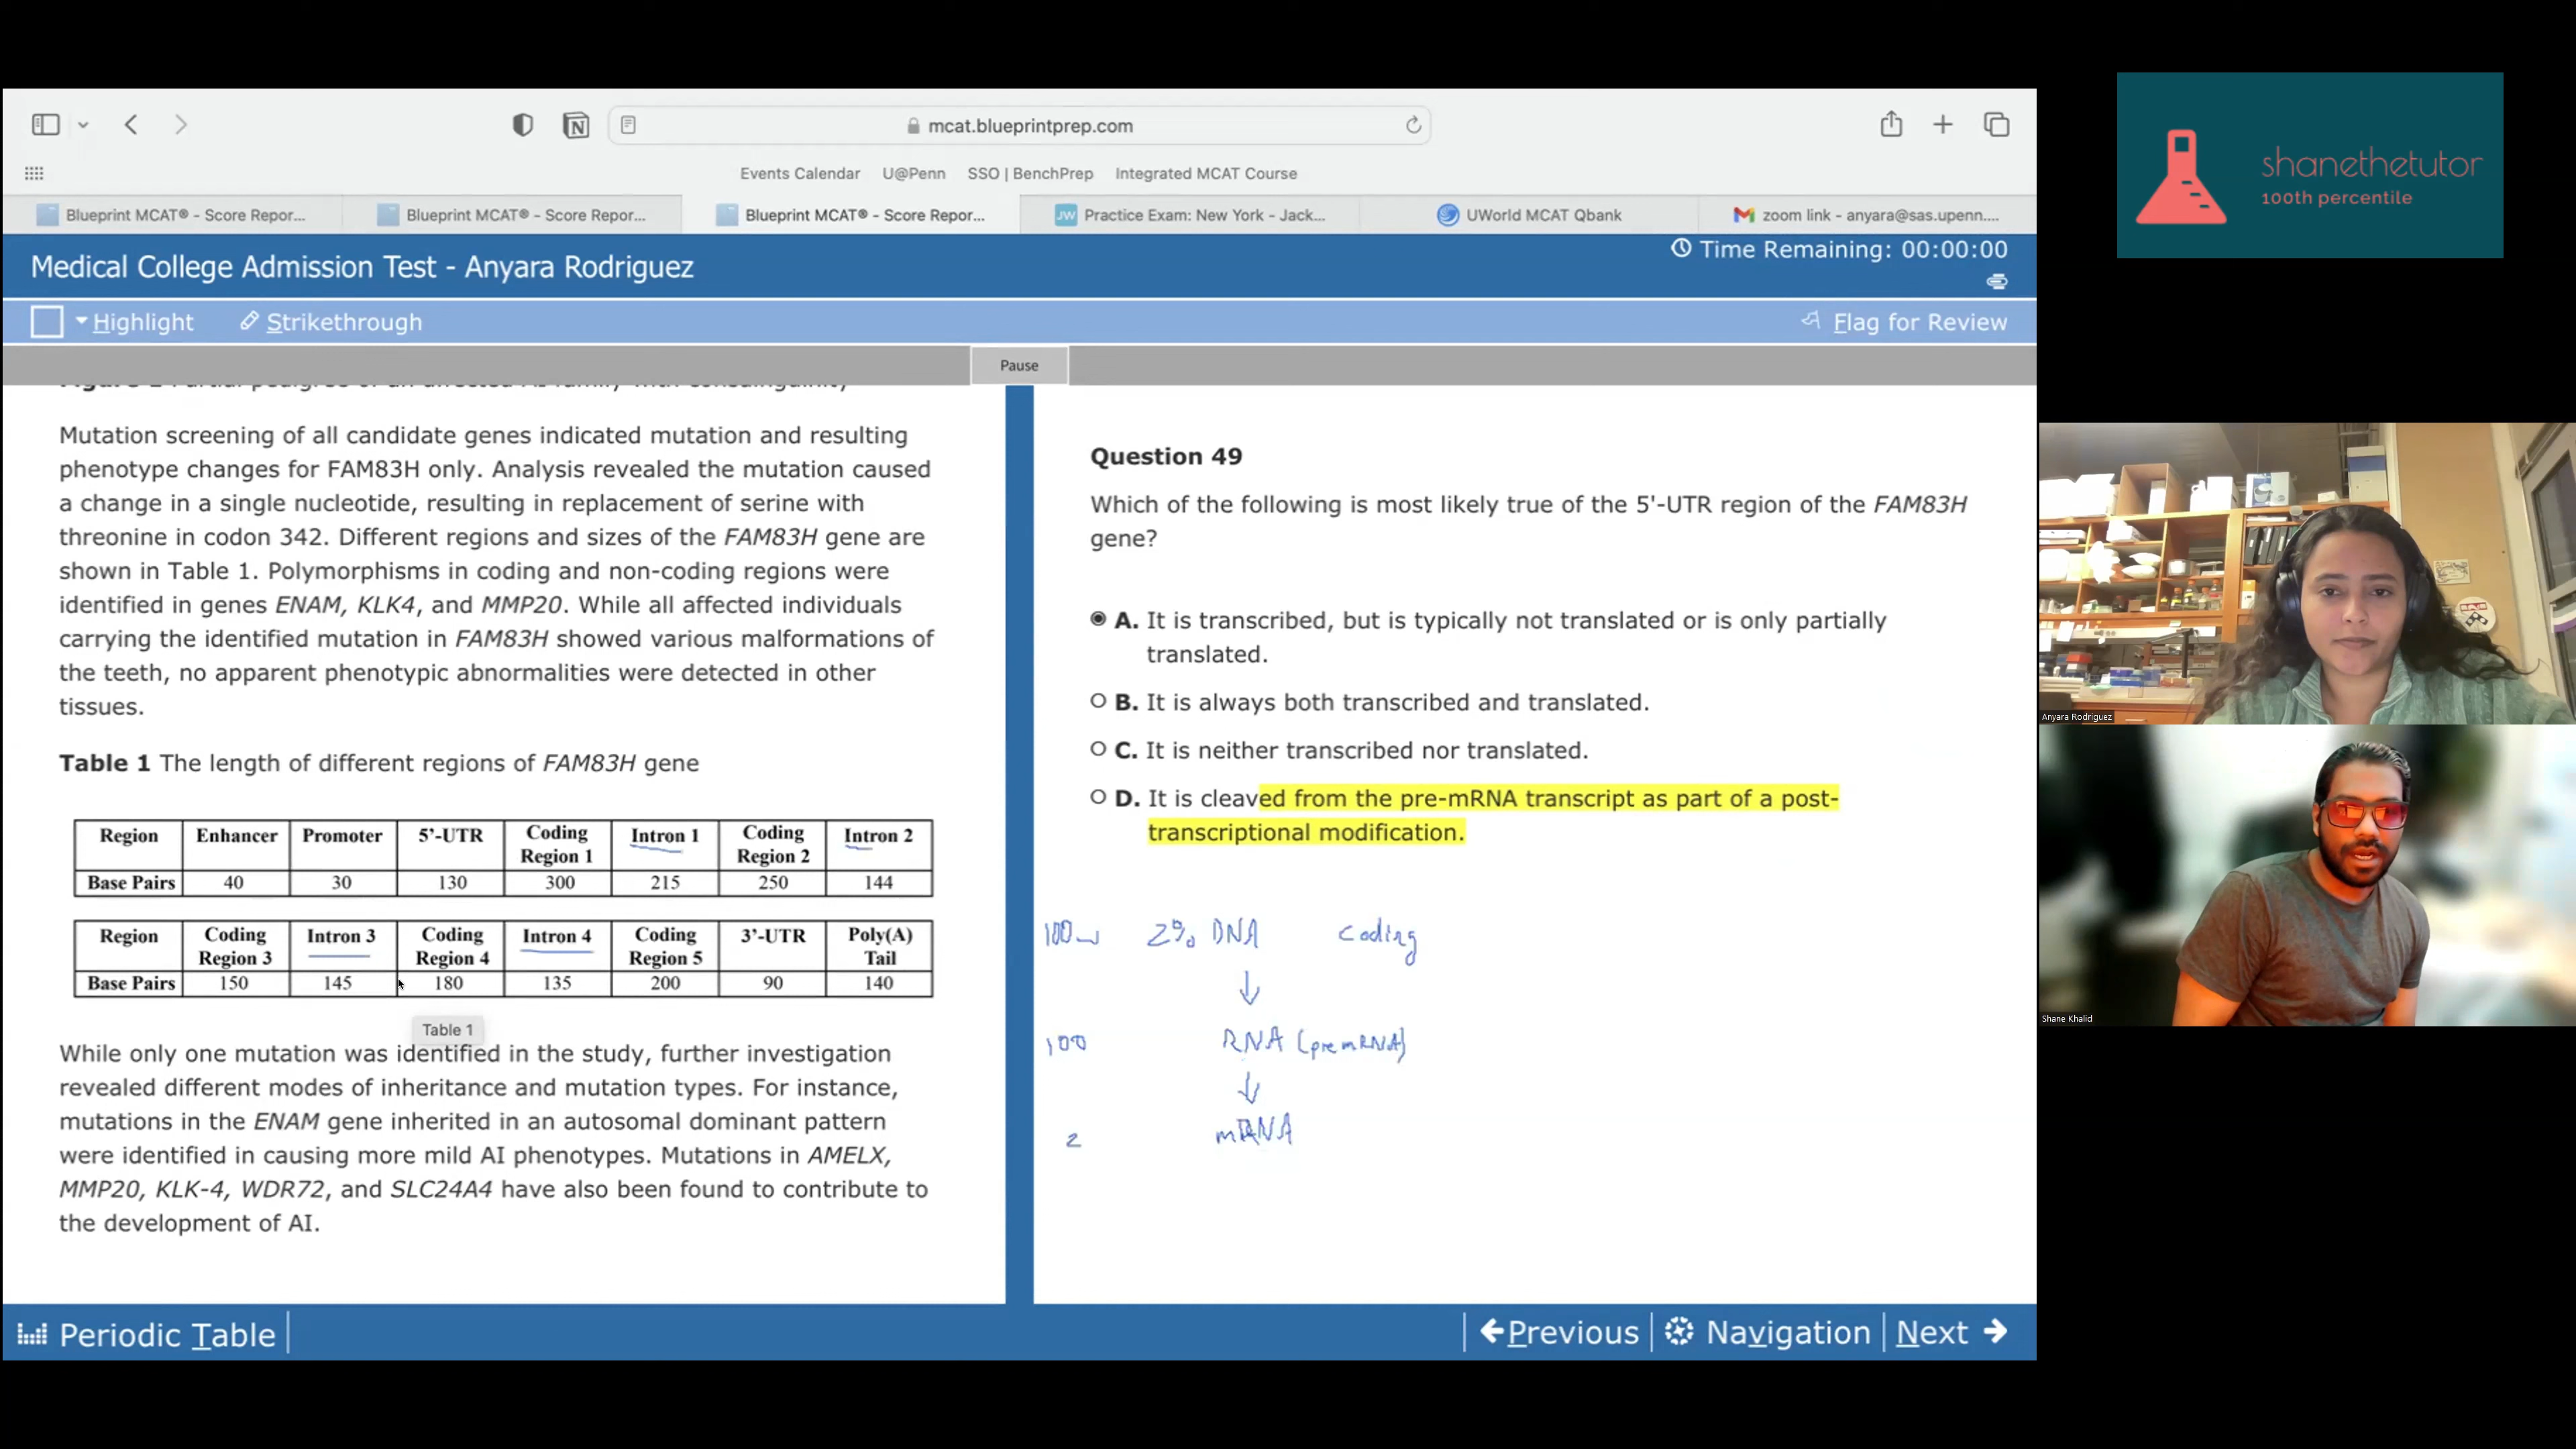 mcat.blueprintprep.com
Events Calendar U@Penn SSO | BenchPrep Integrated MCAT Course
Blueprint MCAT® - Score Repor... Blueprint MCAT® - Score Repor... Blueprint MCAT® - Score Repor... JW Practice Exam: New York - Jack... UWorld MCAT Qbank zoom link - anyara@sas.upenn....
Medical College Admission Test - Anyara Rodriguez
Time Remaining: 00:00:00
Highlight Strikethrough Flag for Review
Pause
Mutation screening of all candidate genes indicated mutation and resulting
phenotype changes for FAM83H only. Analysis revealed the mutation caused
a change in a single nucleotide, resulting in replacement of serine with
threonine in codon 342. Different regions and sizes of the FAM83H gene are
shown in Table 1. Polymorphisms in coding and non-coding regions were
identified in genes ENAM, KLK4, and MMP20. While all affected individuals
carrying the identified mutation in FAM83H showed various malformations of
the teeth, no apparent phenotypic abnormalities were detected in other
tissues.
Table 1 The length of different regions of FAM83H gene
Region Enhancer Promoter 5'-UTR Coding Region 1 Intron 1 Coding Region 2 Intron 2
Base Pairs 40 30 130 300 215 250 144
Region Coding Region 3 Intron 3 Coding Region 4 Intron 4 Coding Region 5 3'-UTR Poly(A) Tail
Base Pairs 150 145 180 135 200 90 140
Table 1
While only one mutation was identified in the study, further investigation
revealed different modes of inheritance and mutation types. For instance,
mutations in the ENAM gene inherited in an autosomal dominant pattern
were identified in causing more mild AI phenotypes. Mutations in AMELX,
MMP20, KLK-4, WDR72, and SLC24A4 have also been found to contribute to
the development of AI.
Question 49
Which of the following is most likely true of the 5'-UTR region of the FAM83H
gene?
A. It is transcribed, but is typically not translated or is only partially
translated.
B. It is always both transcribed and translated.
C. It is neither transcribed nor translated.
D. It is cleaved from the pre-mRNA transcript as part of a post-
transcriptional modification.
100 2% DNA coding
100 RNA (pre mRNA)
2 mRNA
Periodic Table
Previous Navigation Next
shanethetutor
100th percentile
Anyara Rodriguez
Shane Khalid